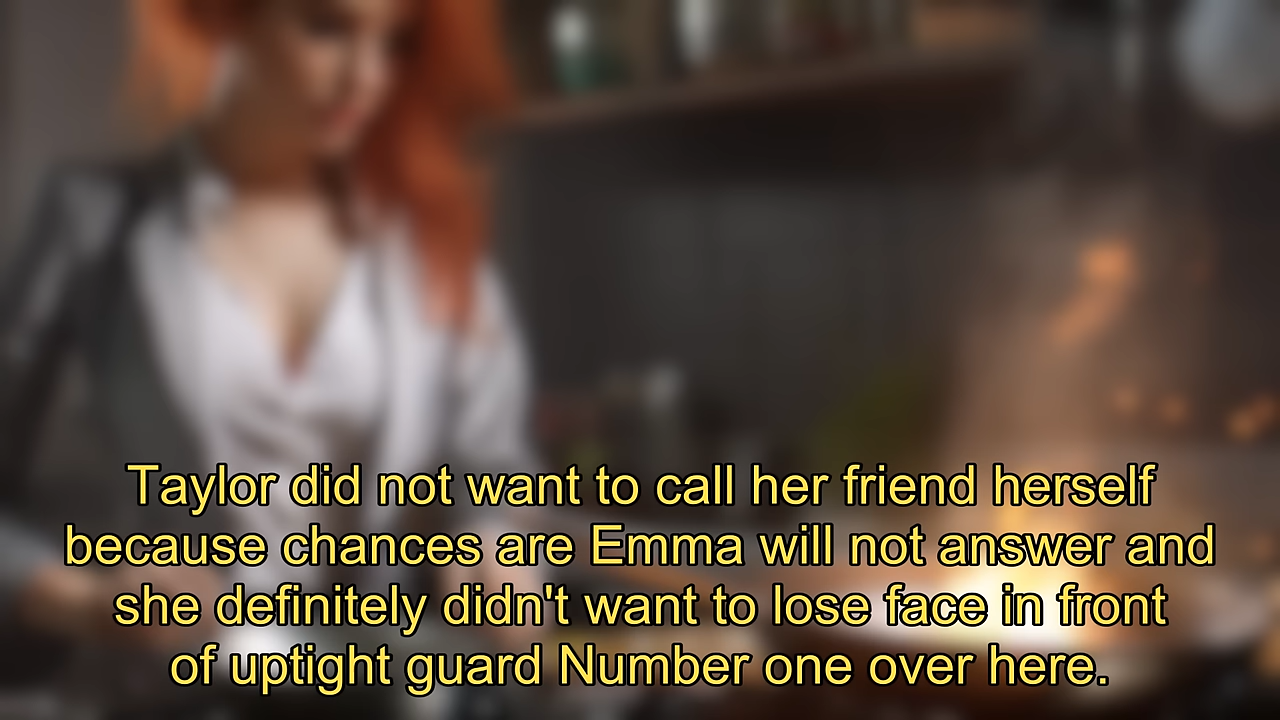 Taylor did not want to call her friend herself
because chances are Emma will not answer and
she definitely didn't want to lose face in front
of uptight guard Number one over here.